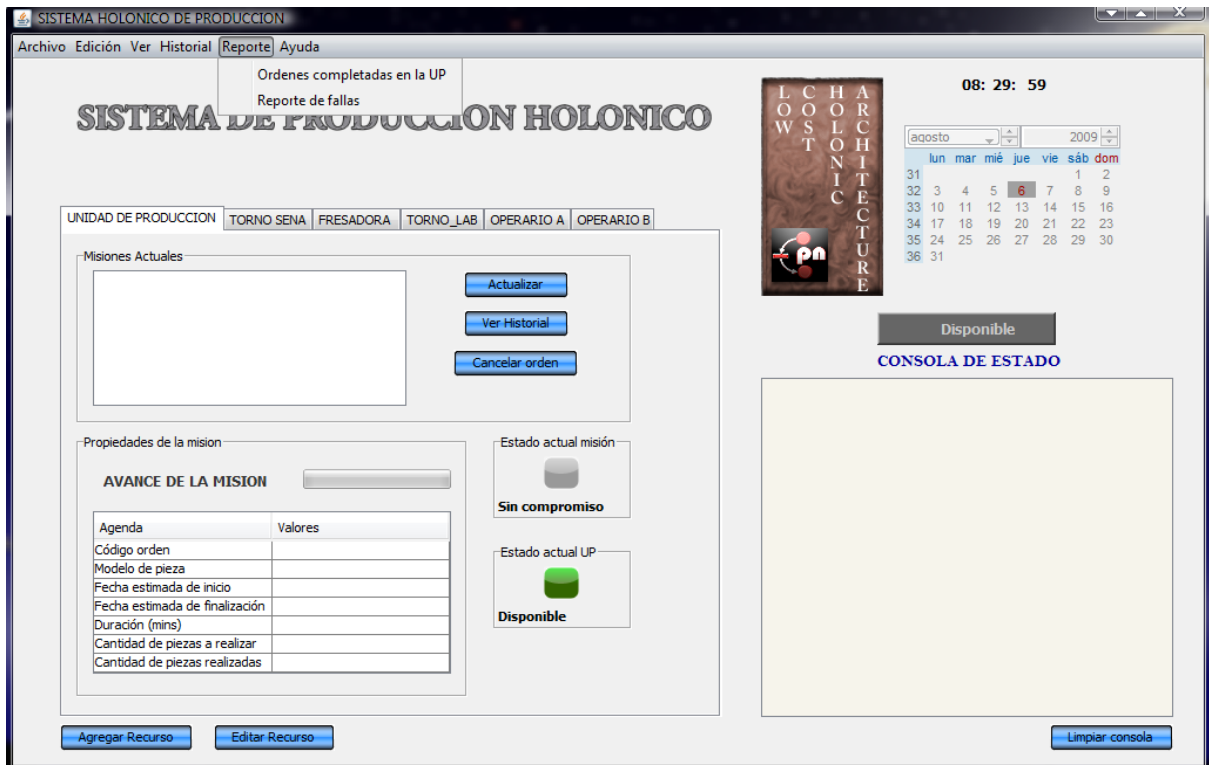 SISTEMA HOLONICO DE PRODUCCION
Archivo Edición Ver Historial Reporte Ayuda
Ordenes completadas en la UP
Reporte de fallas
SISTEMA DE PRODUCCION HOLONICO
LOW COST HOLONIC ARCHITECTURE
pn
08: 29: 59
agosto 2009
lun mar mié jue vie sáb dom
31 1 2
32 3 4 5 6 7 8 9
33 10 11 12 13 14 15 16
34 17 18 19 20 21 22 23
35 24 25 26 27 28 29 30
36 31
UNIDAD DE PRODUCCION TORNO SENA FRESADORA TORNO_LAB OPERARIO A OPERARIO B
Misiones Actuales
Actualizar
Ver Historial
Cancelar orden
Disponible
CONSOLA DE ESTADO
Propiedades de la mision
AVANCE DE LA MISION
Agenda Valores
Código orden
Modelo de pieza
Fecha estimada de inicio
Fecha estimada de finalización
Duración (mins)
Cantidad de piezas a realizar
Cantidad de piezas realizadas
Estado actual misión
Sin compromiso
Estado actual UP
Disponible
Agregar Recurso Editar Recurso
Limpiar consola